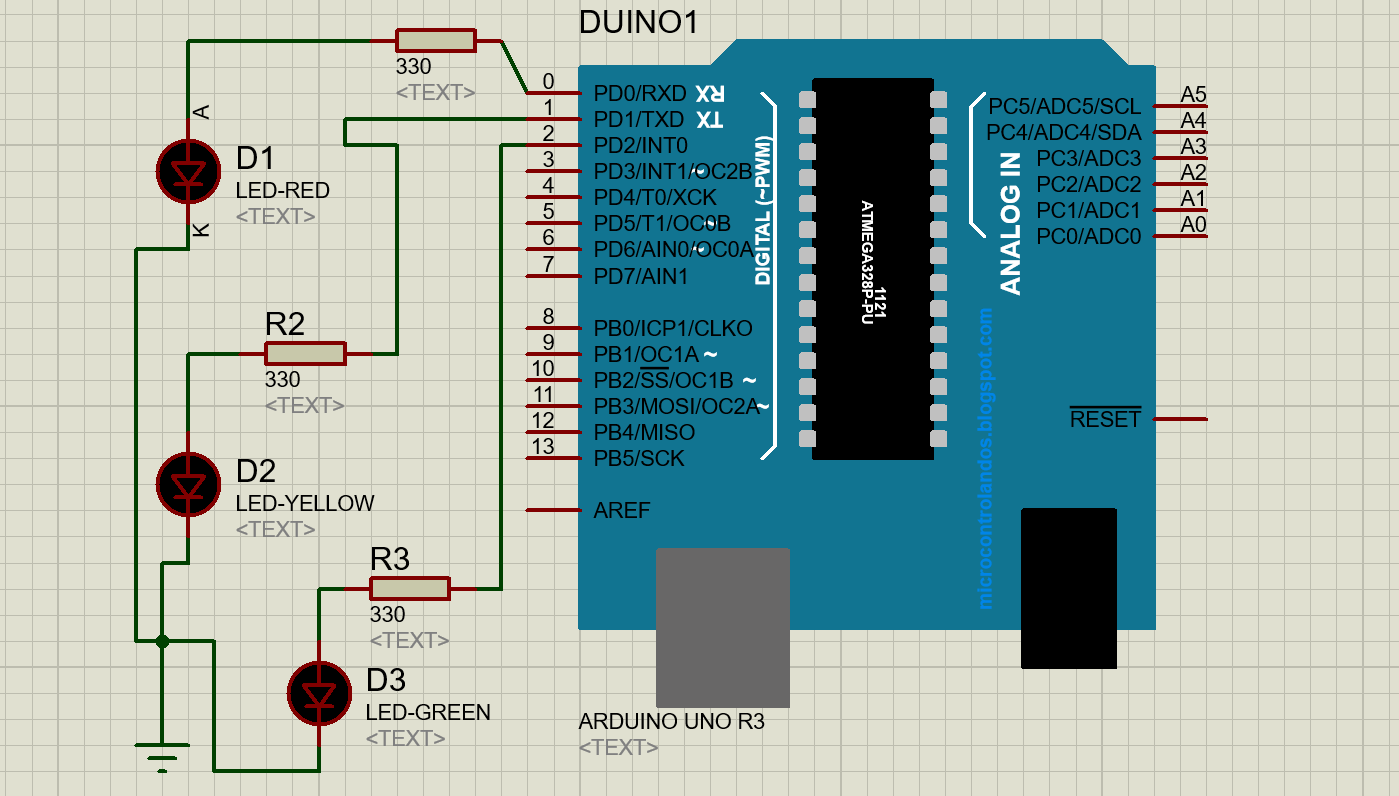 DUINO1
330
<TEXT>
A
D1
LED-RED
<TEXT>
K
R2
330
<TEXT>
D2
LED-YELLOW
<TEXT>
R3
330
<TEXT>
D3
LED-GREEN
<TEXT>
0 PD0/RXD RX
1 PD1/TXD TX
2 PD2/INT0
3 PD3/INT1/OC2B ~
4 PD4/T0/XCK
5 PD5/T1/OC0B ~
6 PD6/AIN0/OC0A ~
7 PD7/AIN1
8 PB0/ICP1/CLKO
9 PB1/OC1A ~
10 PB2/SS/OC1B ~
11 PB3/MOSI/OC2A ~
12 PB4/MISO
13 PB5/SCK
AREF
DIGITAL (~PWM)
1121
ATMEGA328P-PU
ANALOG IN
PC5/ADC5/SCL A5
PC4/ADC4/SDA A4
PC3/ADC3 A3
PC2/ADC2 A2
PC1/ADC1 A1
PC0/ADC0 A0
RESET
microcontrolandos.blogspot.com
ARDUINO UNO R3
<TEXT>